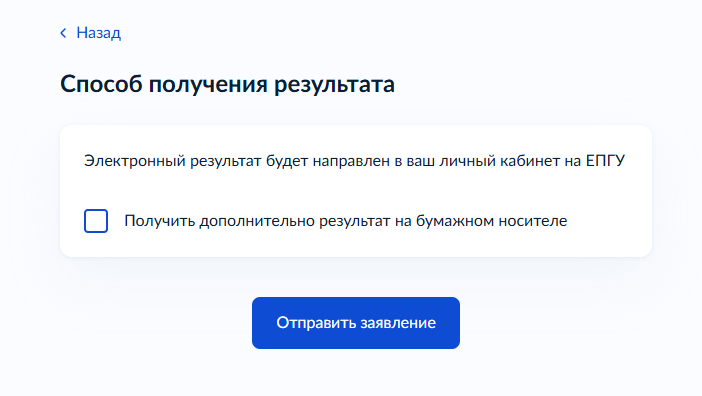 Назад
Способ получения результата
Электронный результат будет направлен в ваш личный кабинет на ЕПГУ
Получить дополнительно результат на бумажном носителе
Отправить заявление